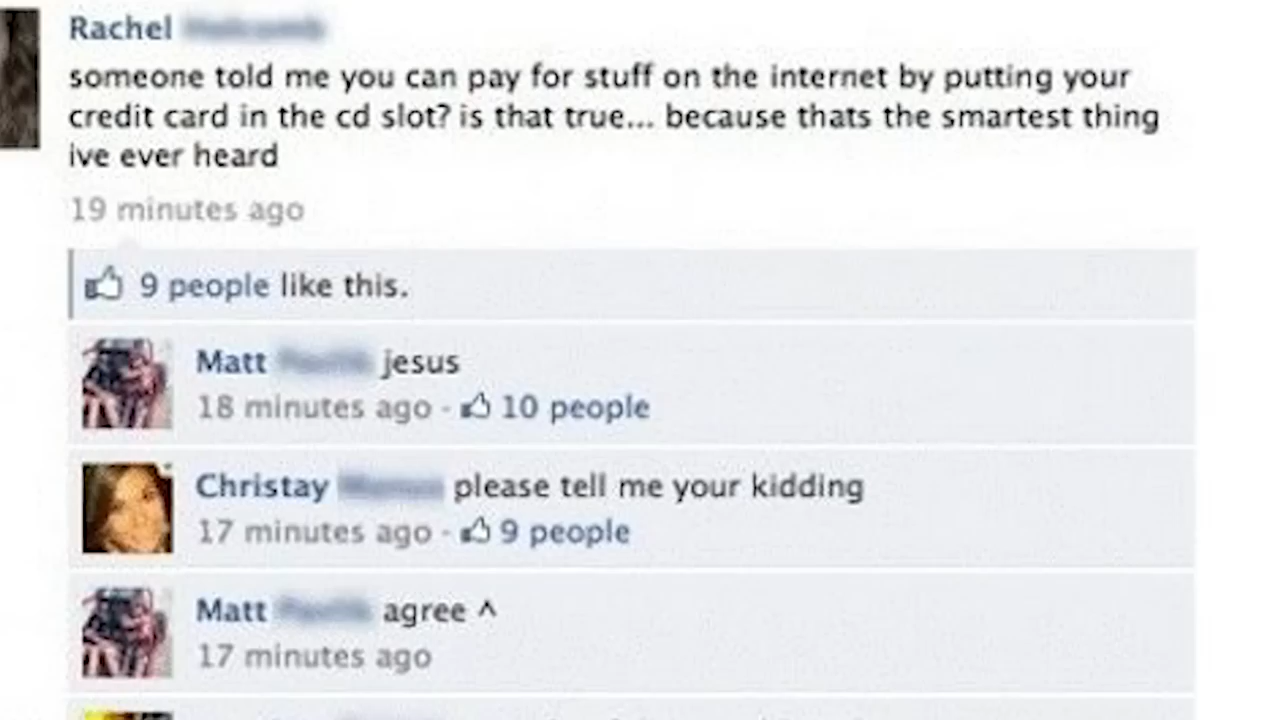 Rachel
someone told me you can pay for stuff on the internet by putting your
credit card in the cd slot? is that true... because thats the smartest thing
ive ever heard
19 minutes ago
9 people like this.
Matt jesus
18 minutes ago · 10 people
Christay please tell me your kidding
17 minutes ago · 9 people
Matt agree ^
17 minutes ago